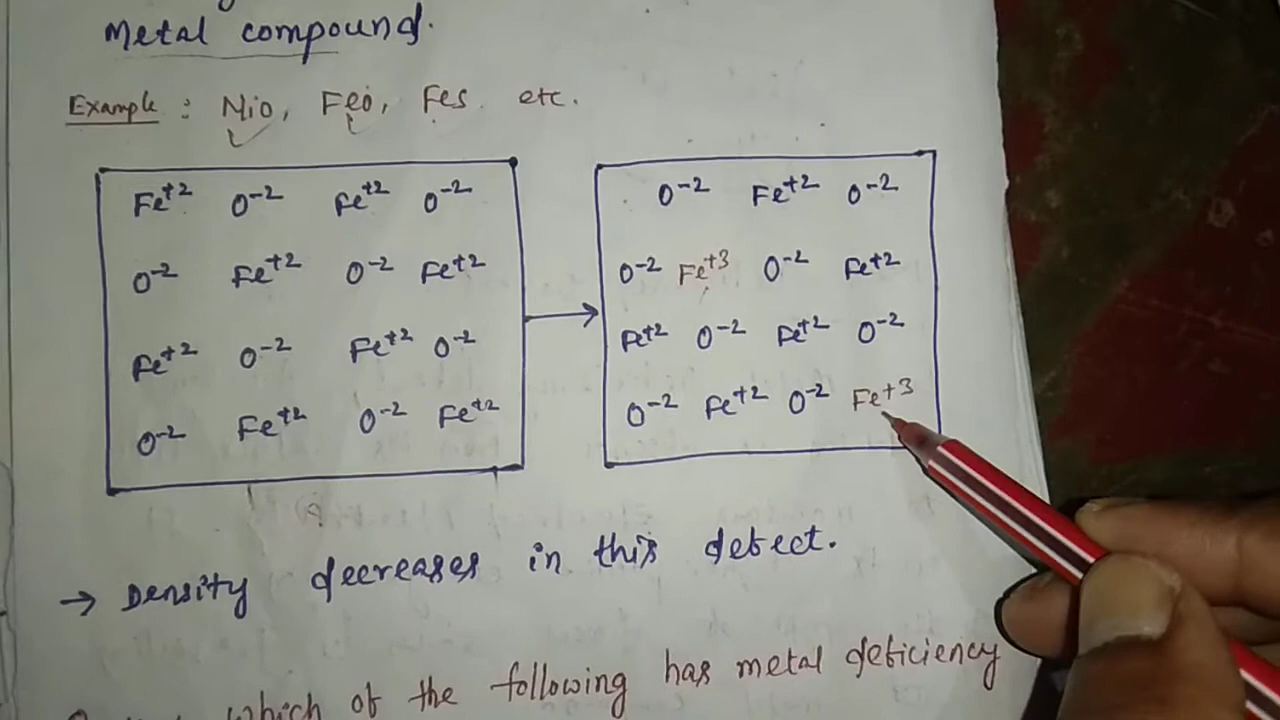 Metal compound.
Example : NiO, FeO, FeS etc.
Fe+2 O-2 Fe+2 O-2
O-2 Fe+2 O-2 Fe+2
Fe+2 O-2 Fe+2 O-2
O-2 Fe+2 O-2 Fe+2
O-2 Fe+2 O-2
O-2 Fe+3 O-2 Fe+2
Fe+2 O-2 Fe+2 O-2
O-2 Fe+2 O-2 Fe+3
→ Density decreases in this defect.
which of the following has metal deficiency